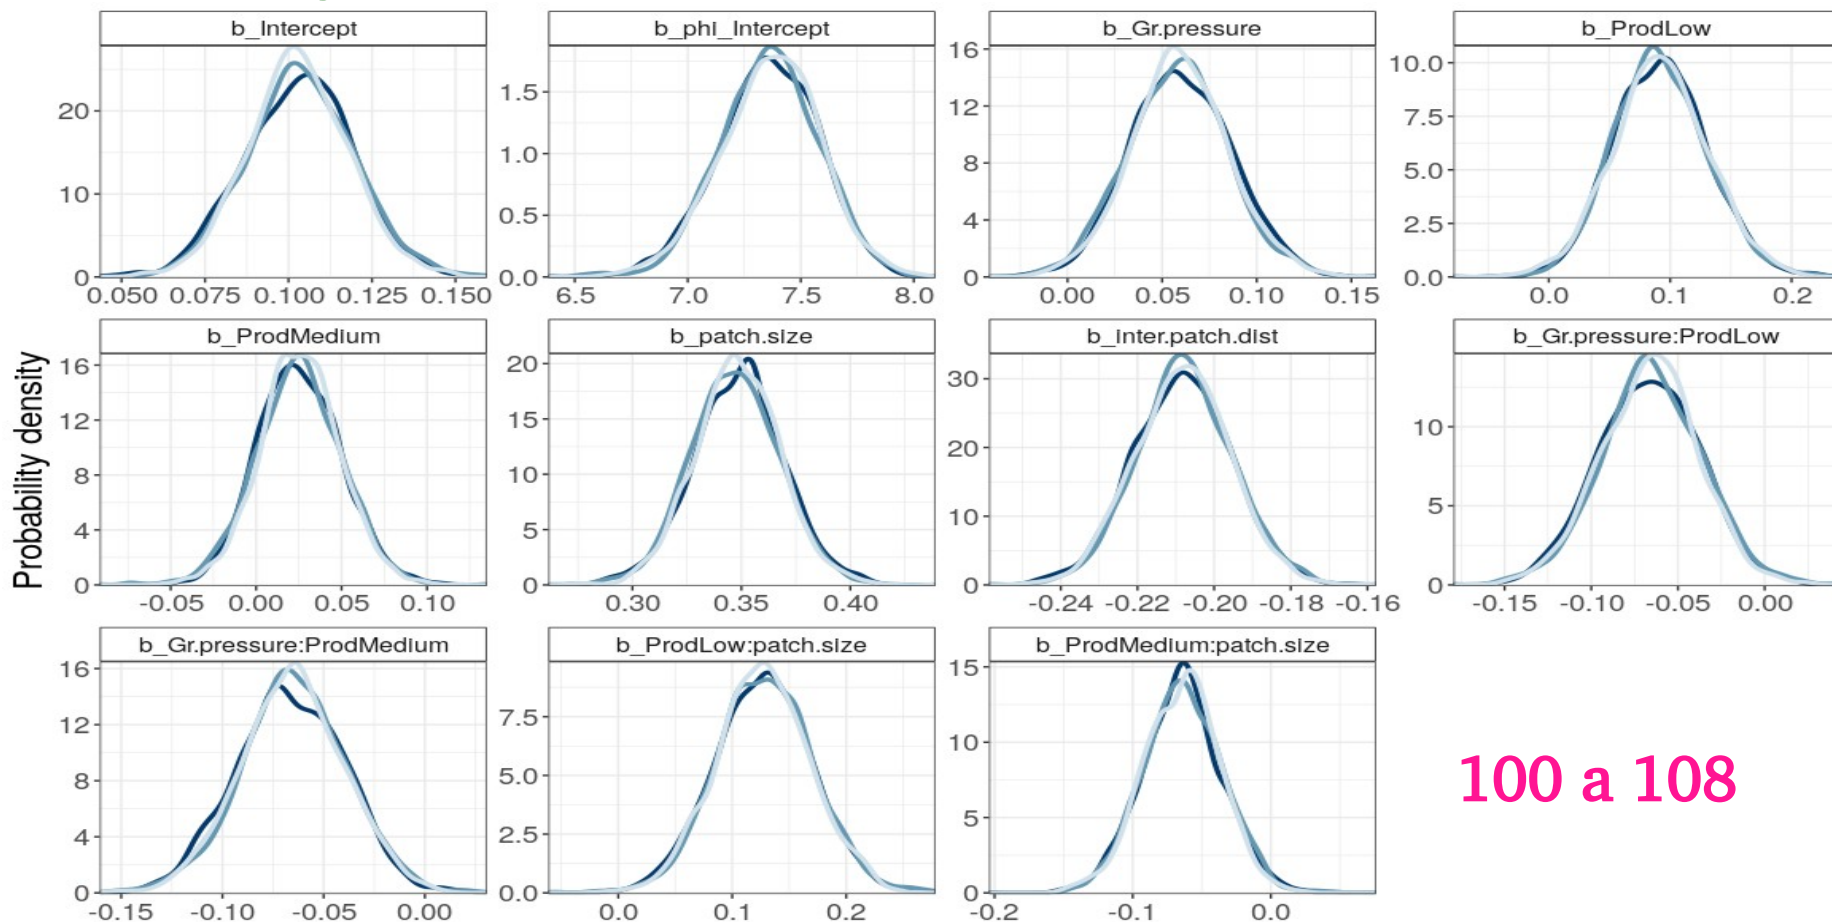 b_Intercept
b_phi_Intercept
b_Gr.pressure
b_ProdLow
20
10
0
0.050 0.075 0.100 0.125 0.150
1.5
1.0
0.5
0.0
6.5 7.0 7.5 8.0
16
12
8
4
0
0.00 0.05 0.10 0.15
10.0
7.5
5.0
2.5
0.0
0.0 0.1 0.2
Probability density
b_ProdMedium
b_patch.size
b_inter.patch.dist
b_Gr.pressure:ProdLow
16
12
8
4
0
-0.05 0.00 0.05 0.10
20
15
10
5
0
0.30 0.35 0.40
30
20
10
0
-0.24 -0.22 -0.20 -0.18 -0.16
10
5
0
-0.15 -0.10 -0.05 0.00
b_Gr.pressure:ProdMedium
b_ProdLow:patch.size
b_ProdMedium:patch.size
16
12
8
4
0
-0.15 -0.10 -0.05 0.00
7.5
5.0
2.5
0.0
0.0 0.1 0.2
15
10
5
0
-0.2 -0.1 0.0
100 a 108